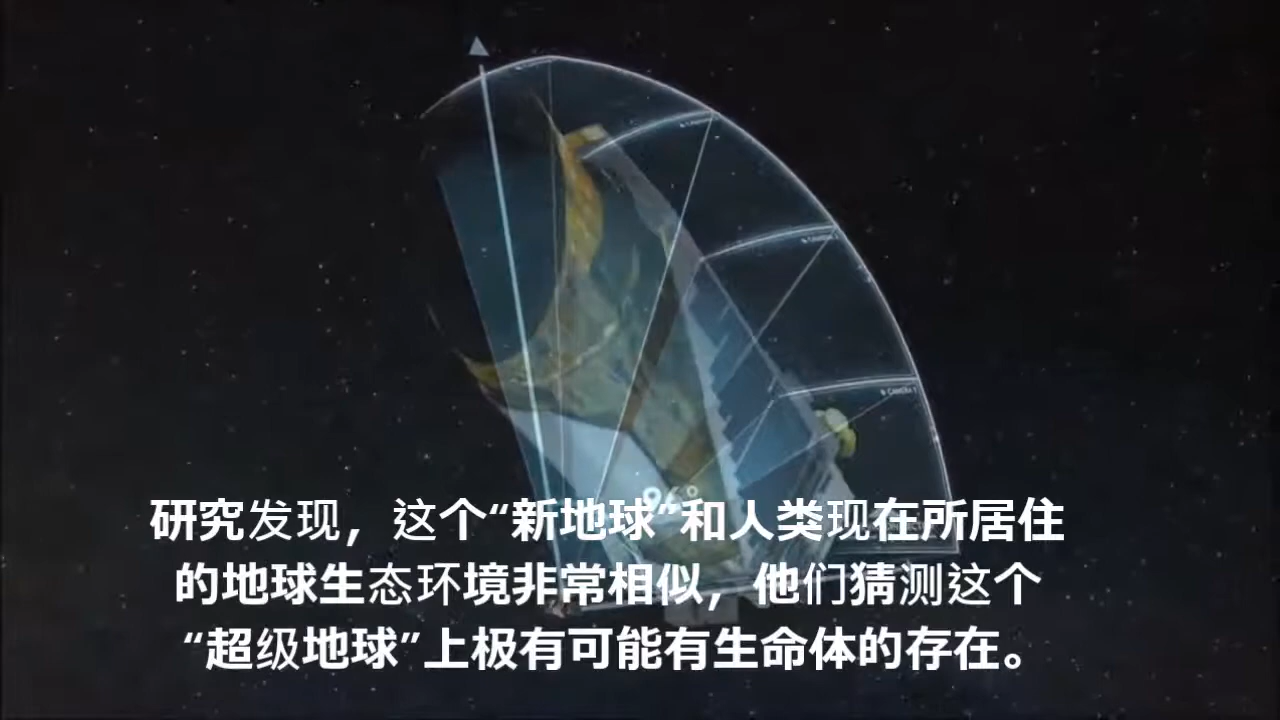 96°
研究发现，这个“新地球”和人类现在所居住
的地球生态环境非常相似，他们猜测这个
“超级地球”上极有可能有生命体的存在。